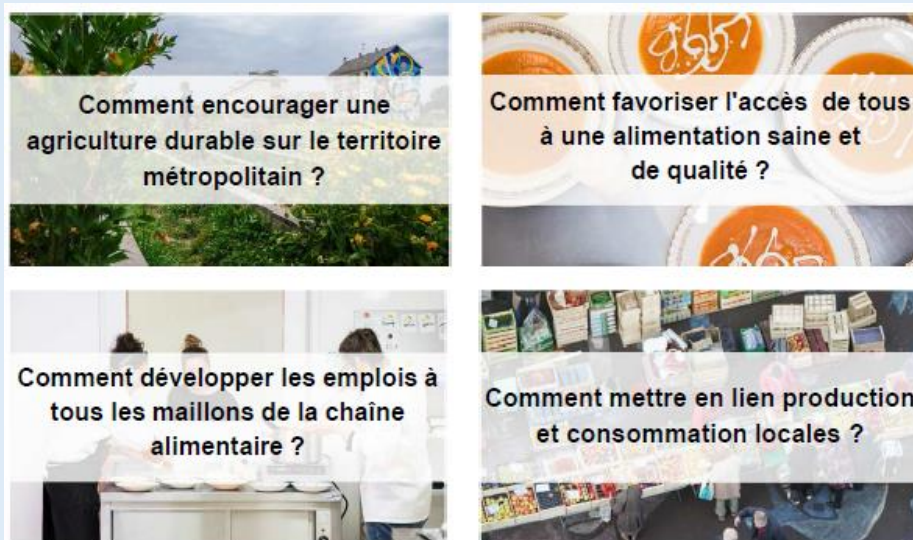 Comment encourager une
agriculture durable sur le territoire
métropolitain ?
Comment favoriser l'accès de tous
à une alimentation saine et
de qualité ?
Comment développer les emplois à
tous les maillons de la chaîne
alimentaire ?
Comment mettre en lien production
et consommation locales ?